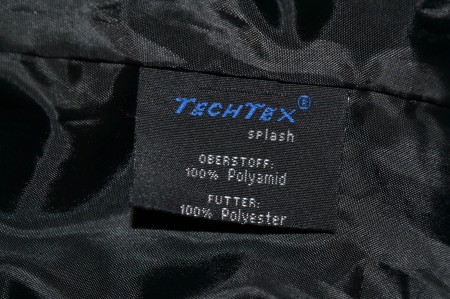 TECHTEX®
splash
OBERSTOFF:
100% Polyamid
FUTTER:
100% Polyester